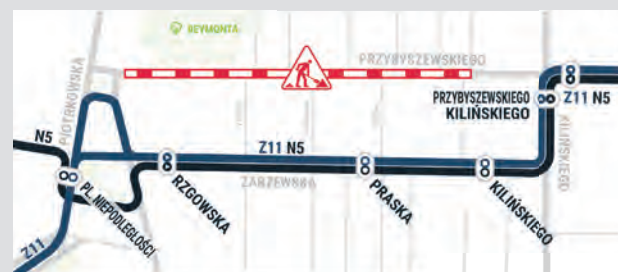 REYMONTA
PRZYBYSZEWSKIEGO
PIOTRKOWSKA
PRZYBYSZEWSKIEGO
KILIŃSKIEGO
Z11 N5
N5
Z11 N5
KILIŃSKIEGO
PL. NIEPODLEGŁOŚCI
RZGOWSKA
ZARZEWSKA
PRASKA
KILIŃSKIEGO
Z11